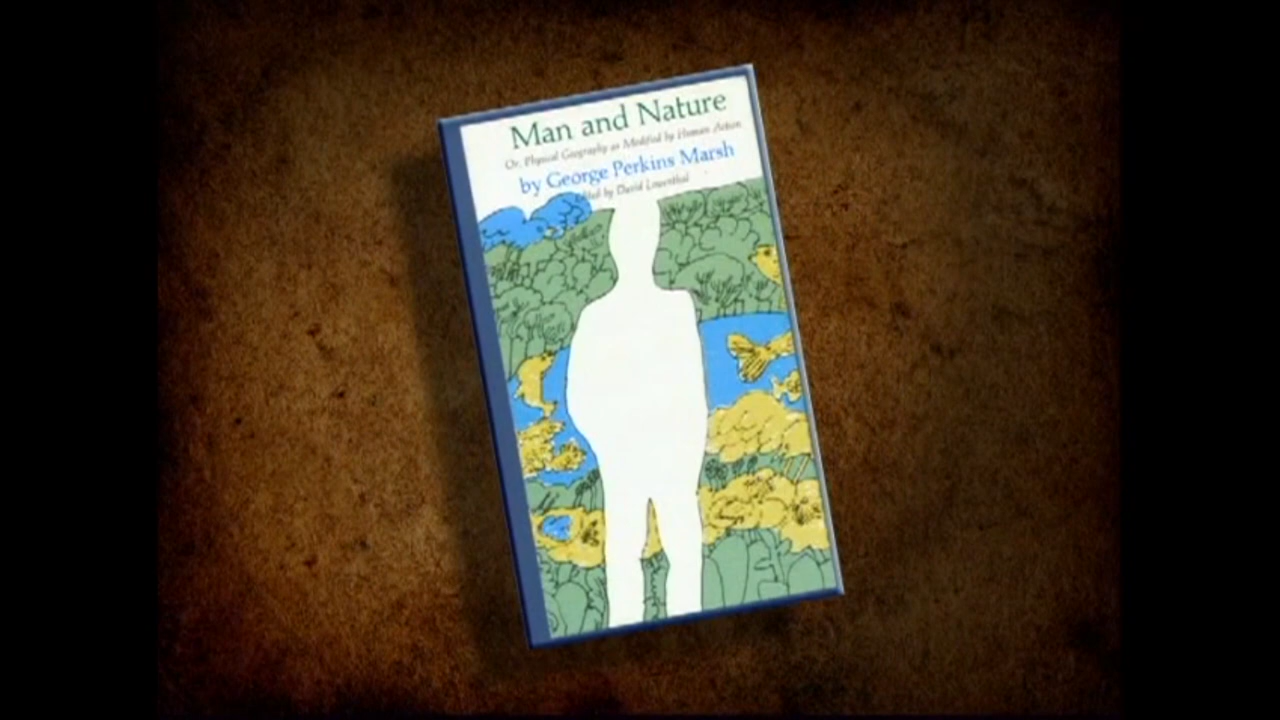 Man and Nature
Or, Physical Geography as Modified by Human Action
by George Perkins Marsh
Edited by David Lowenthal